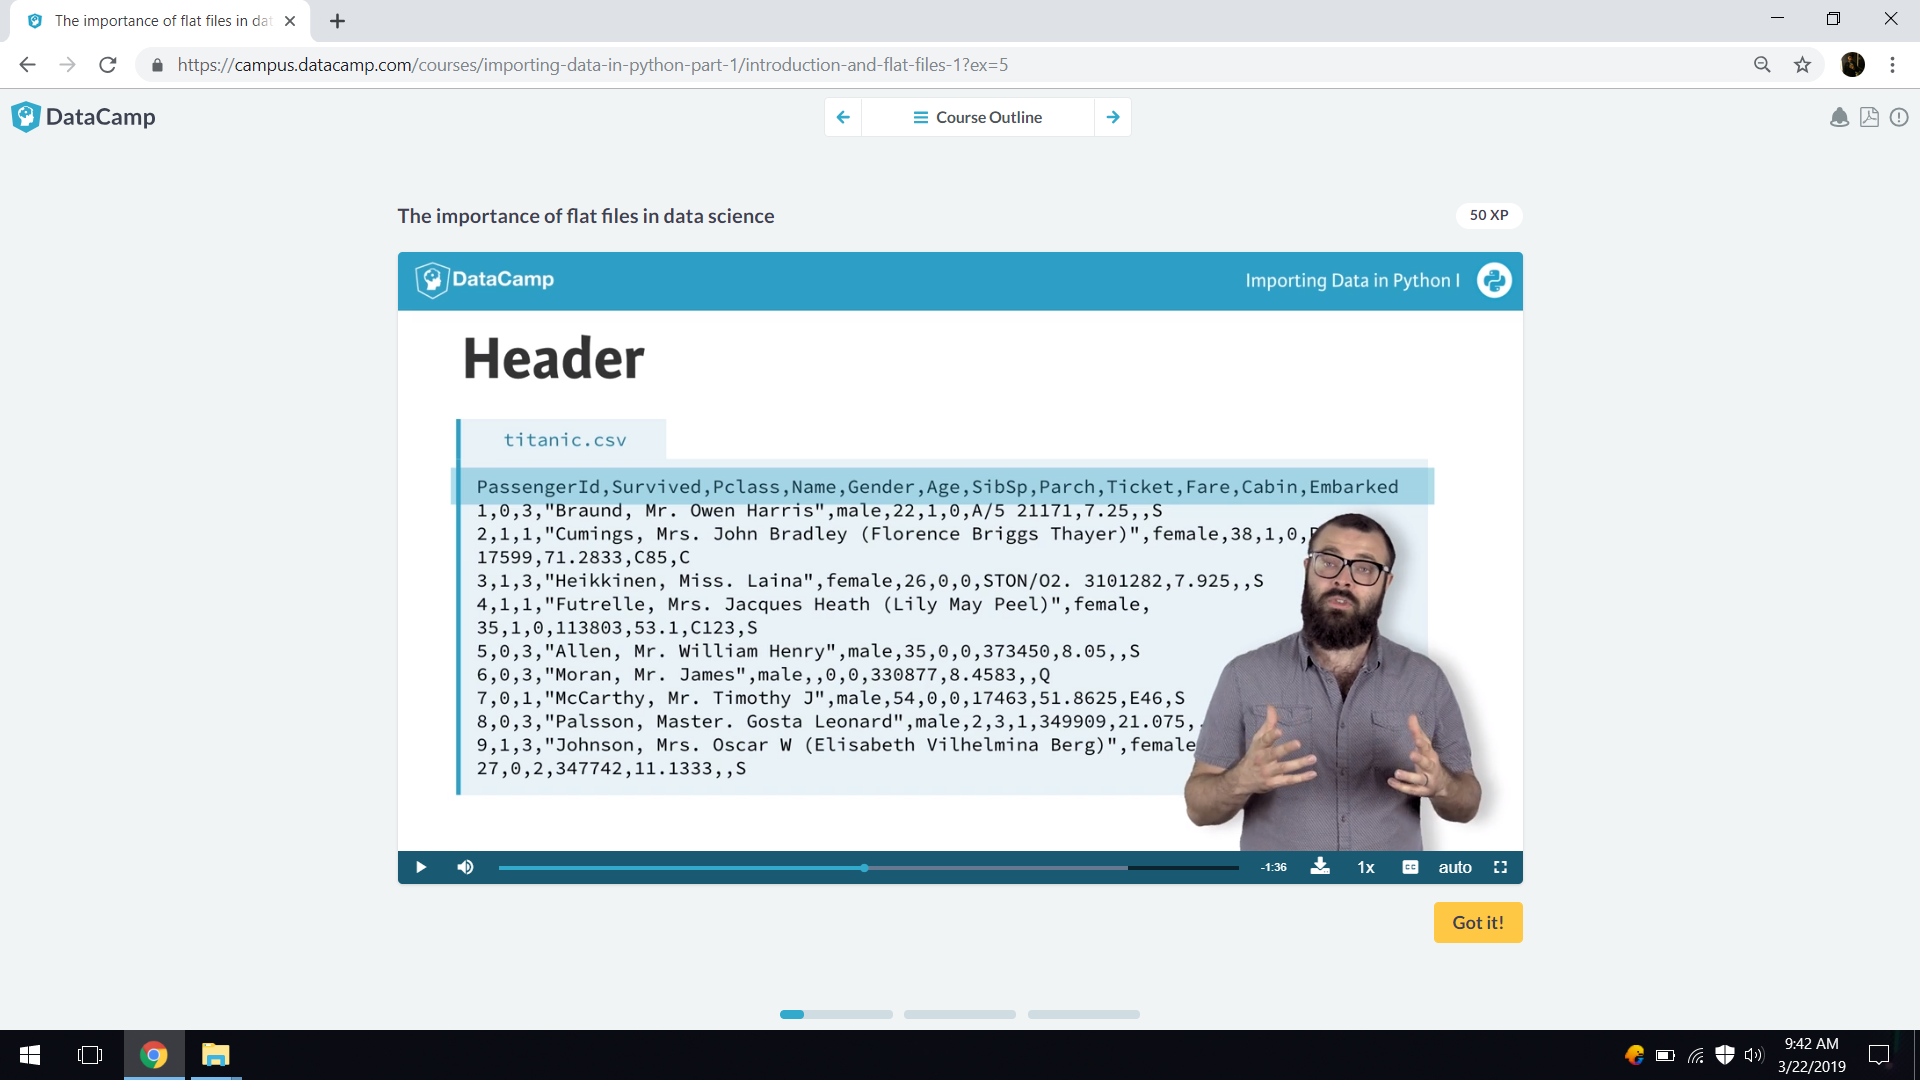 The importance of flat files in dat
https://campus.datacamp.com/courses/importing-data-in-python-part-1/introduction-and-flat-files-1?ex=5
DataCamp
Course Outline
The importance of flat files in data science
50 XP
DataCamp
Importing Data in Python I
Header
titanic.csv
PassengerId,Survived,Pclass,Name,Gender,Age,SibSp,Parch,Ticket,Fare,Cabin,Embarked
1,0,3,"Braund, Mr. Owen Harris",male,22,1,0,A/5 21171,7.25,,S
2,1,1,"Cumings, Mrs. John Bradley (Florence Briggs Thayer)",female,38,1,0,
17599,71.2833,C85,C
3,1,3,"Heikkinen, Miss. Laina",female,26,0,0,STON/O2. 3101282,7.925,,S
4,1,1,"Futrelle, Mrs. Jacques Heath (Lily May Peel)",female,
35,1,0,113803,53.1,C123,S
5,0,3,"Allen, Mr. William Henry",male,35,0,0,373450,8.05,,S
6,0,3,"Moran, Mr. James",male,,0,0,330877,8.4583,,Q
7,0,1,"McCarthy, Mr. Timothy J",male,54,0,0,17463,51.8625,E46,S
8,0,3,"Palsson, Master. Gosta Leonard",male,2,3,1,349909,21.075,,
9,1,3,"Johnson, Mrs. Oscar W (Elisabeth Vilhelmina Berg)",female
27,0,2,347742,11.1333,,S
-1:36
1x
CC
auto
Got it!
9:42 AM
3/22/2019